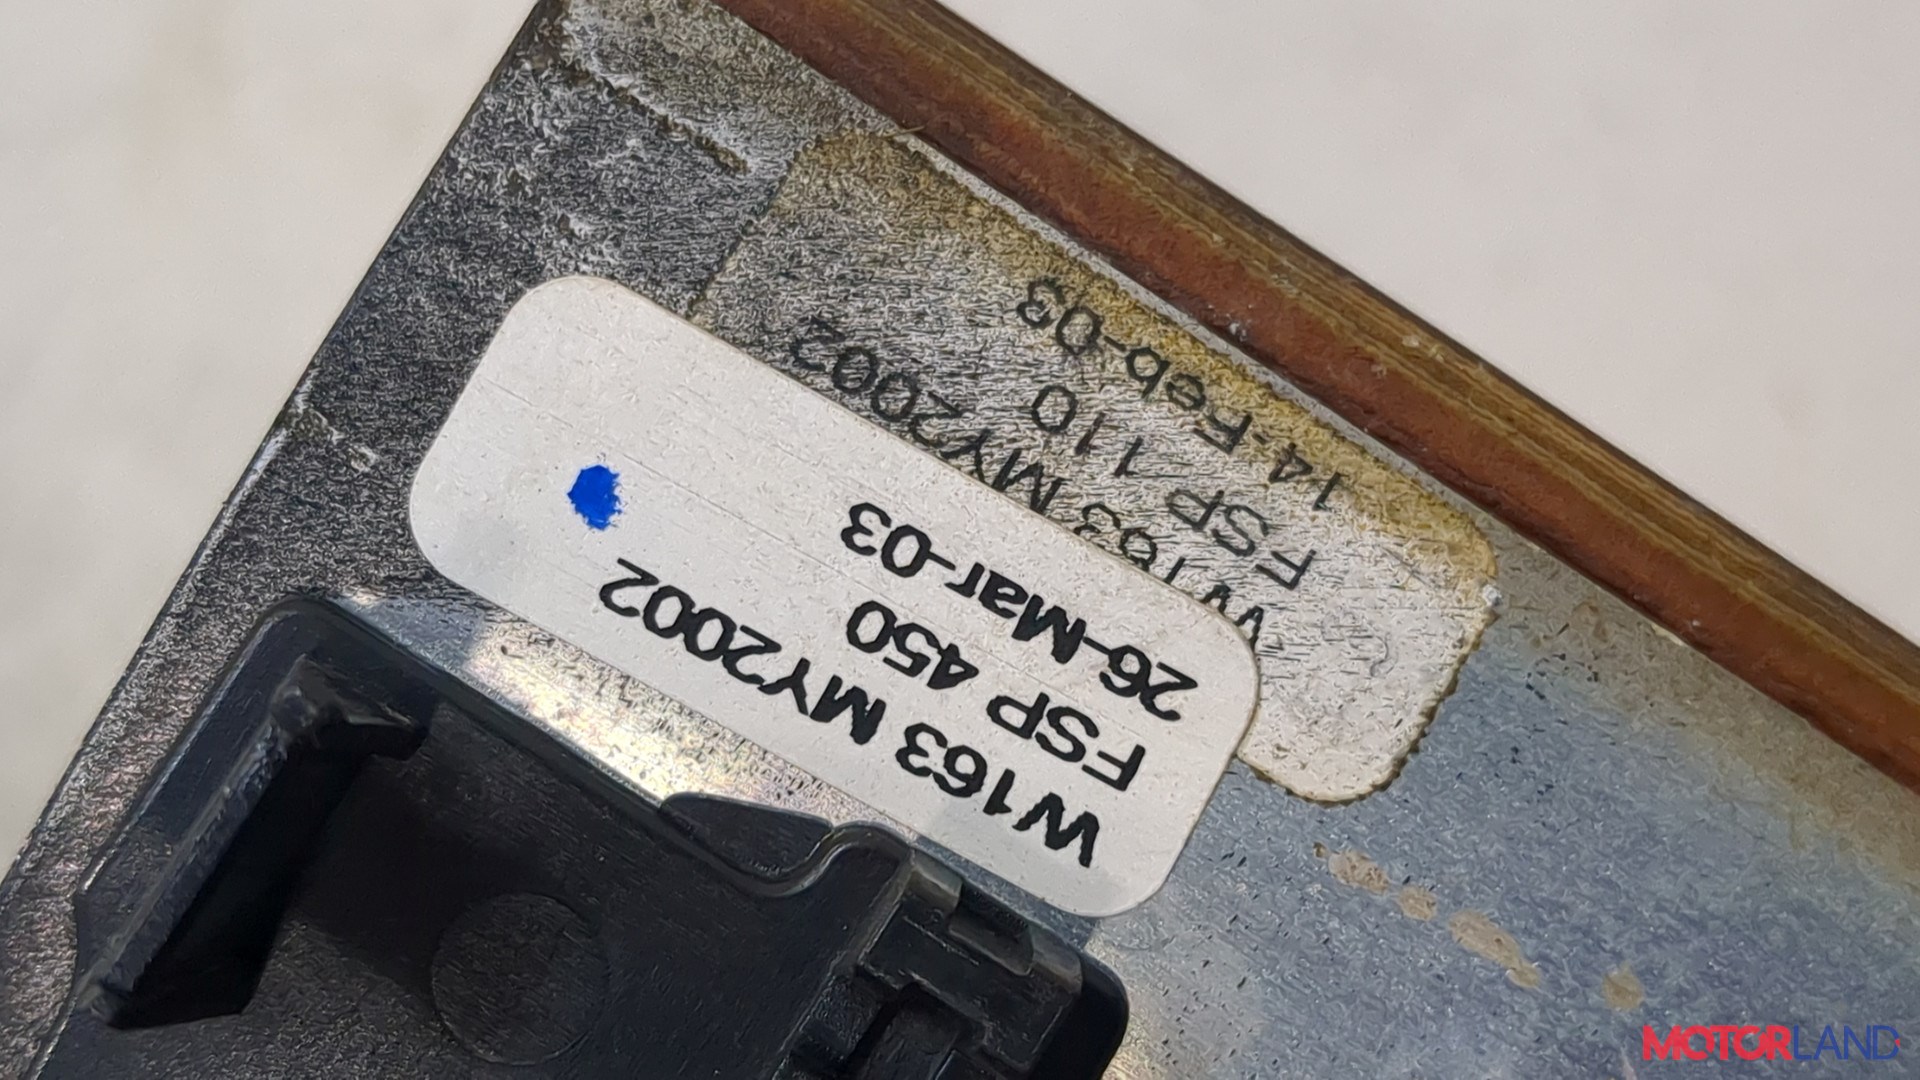 W163 MY2002
FSP 450
26-Mar-03
W163 MY2002
FSP 110
14-Feb-03
MOTORLAND